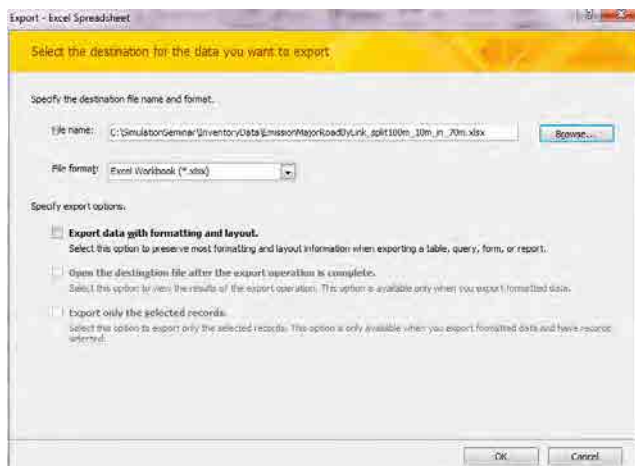 Export - Excel Spreadsheet
Select the destination for the data you want to export
Specify the destination file name and format.
File name: C:\SimulationSeminar\InventoryData\EmissionMajorRoadByLink_split100m_10m_in_70m.xlsx Browse...
File format: Excel Workbook (*.xlsx)
Specify export options.
Export data with formatting and layout.
Select this option to preserve most formatting and layout information when exporting a table, query, form, or report.
Open the destination file after the export operation is complete.
Select this option to view the results of the export operation. This option is available only when you export formatted data.
Export only the selected records.
Select this option to export only the selected records. This option is only available when you export formatted data and have records
selected.
OK Cancel